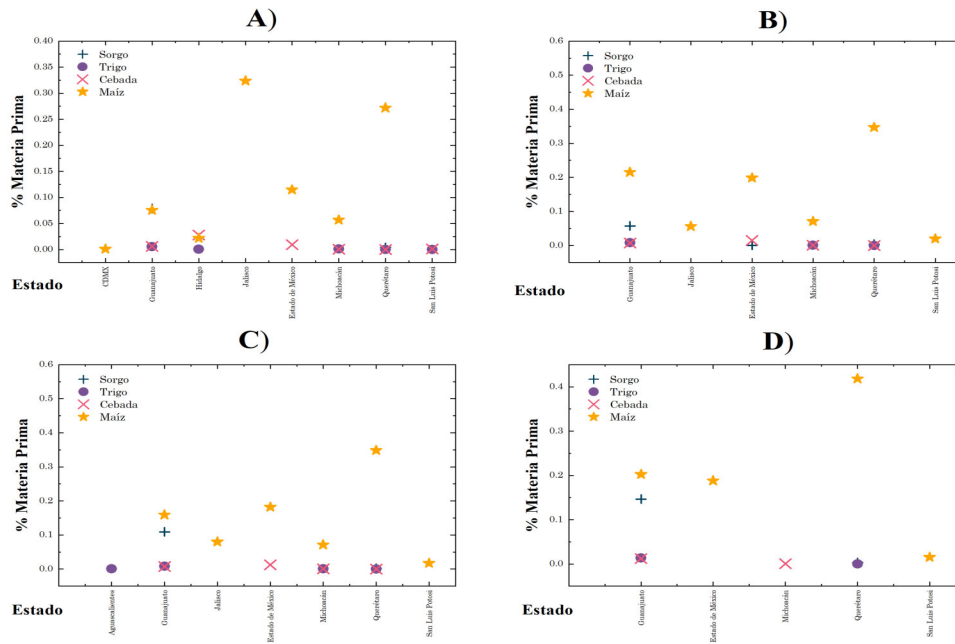 A)
% Materia Prima
0.40
0.35
0.30
0.25
0.20
0.15
0.10
0.05
0.00
Sorgo
Trigo
Cebada
Maíz
Estado
CDMX
Guanajuato
Hidalgo
Jalisco
Estado de México
Michoacán
Querétaro
San Luis Potosí
B)
% Materia Prima
0.6
0.5
0.4
0.3
0.2
0.1
0.0
Sorgo
Trigo
Cebada
Maíz
Estado
Guanajuato
Jalisco
Estado de México
Michoacán
Querétaro
San Luis Potosí
C)
% Materia Prima
0.6
0.5
0.4
0.3
0.2
0.1
0.0
Sorgo
Trigo
Cebada
Maíz
Estado
Aguascalientes
Guanajuato
Jalisco
Estado de México
Michoacán
Querétaro
San Luis Potosí
D)
% Materia Prima
0.4
0.3
0.2
0.1
0.0
Sorgo
Trigo
Cebada
Maíz
Estado
Guanajuato
Estado de México
Michoacán
Querétaro
San Luis Potosí